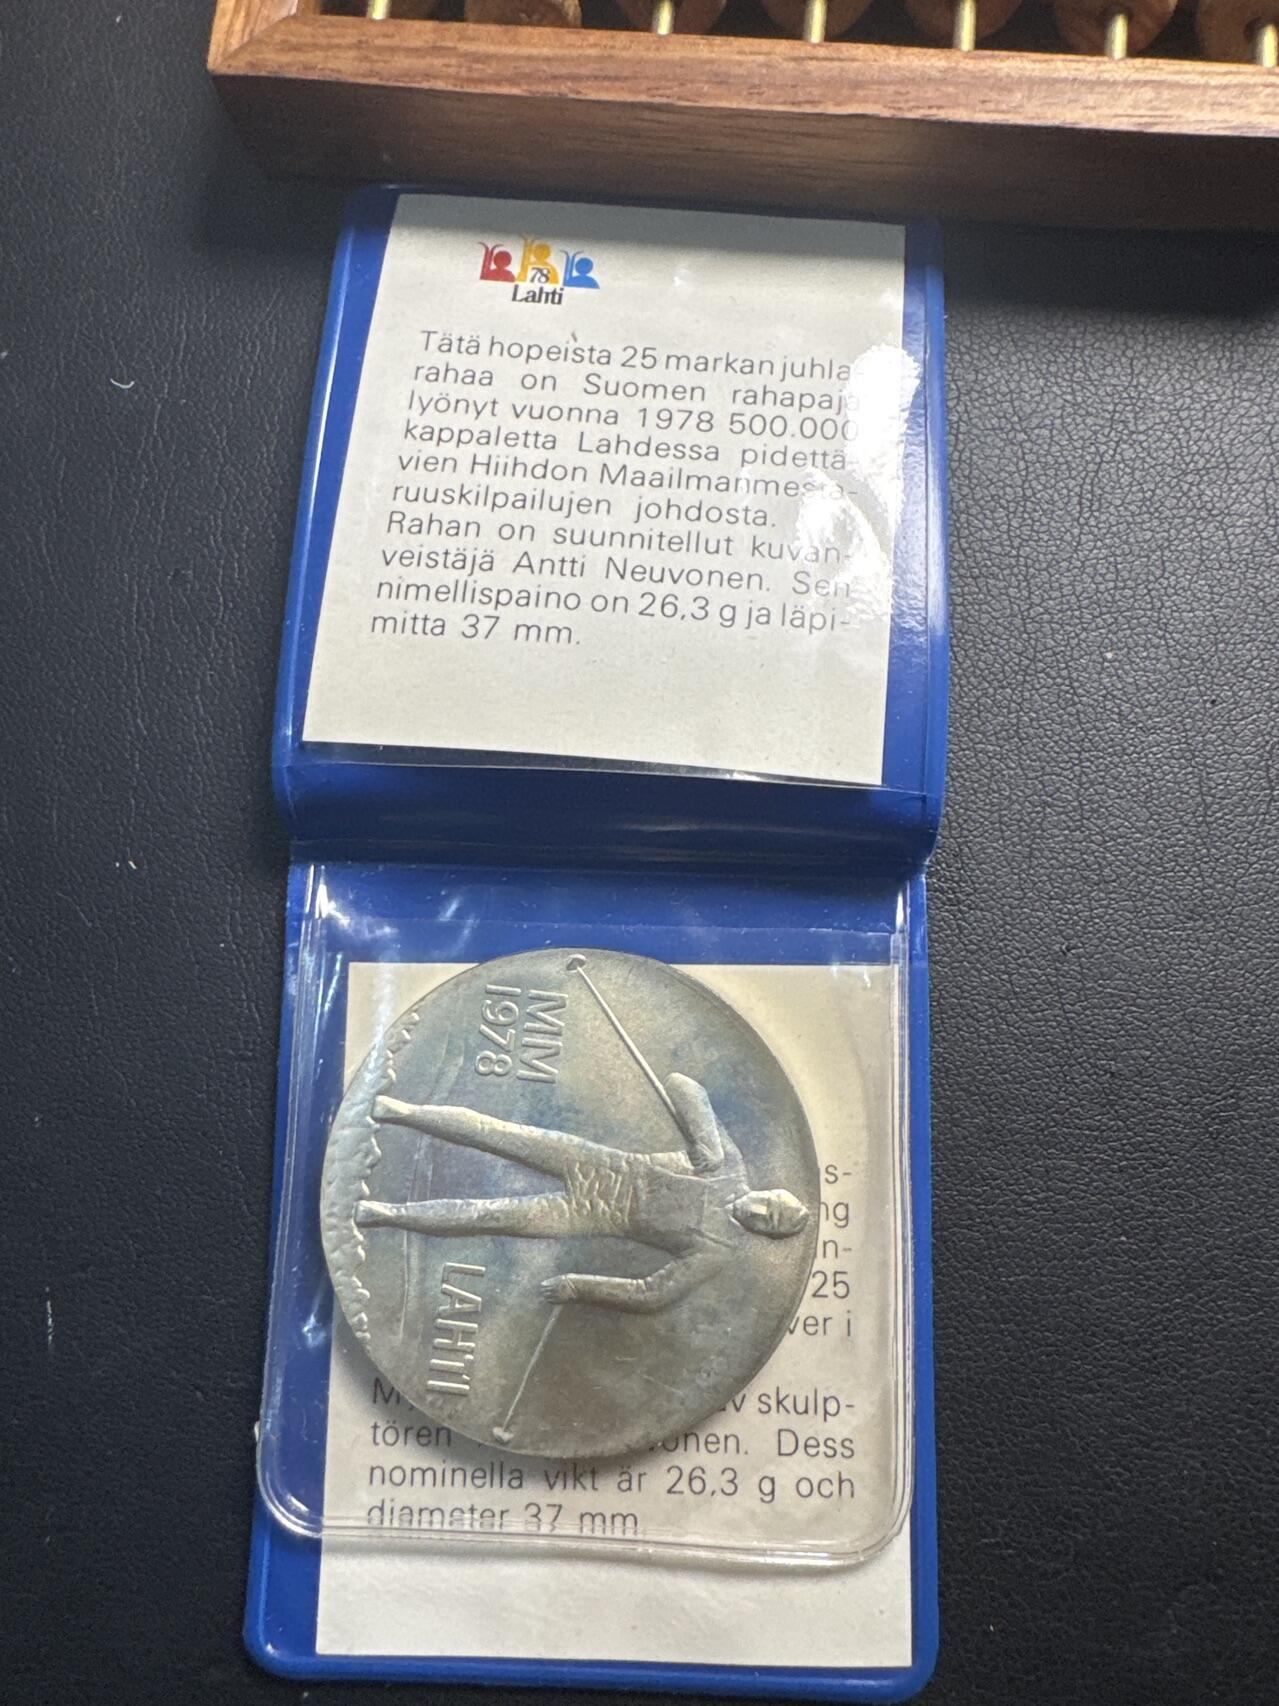 78
Lahti
Tätä hopeista 25 markan juhla-
rahaa on Suomen rahapaja
lyönyt vuonna 1978 500.000
kappaletta Lahdessa pidettä-
vien Hiihdon Maailmanmesta-
ruuskilpailujen johdosta.
Rahan on suunnitellut kuvan-
veistäjä Antti Neuvonen. Sen
nimellispaino on 26,3 g ja läpi-
mitta 37 mm.
MM
1978
LAHTI
25
i
skulp-
tören
Dess
nominella vikt är 26,3 g och
diameter 37 mm.